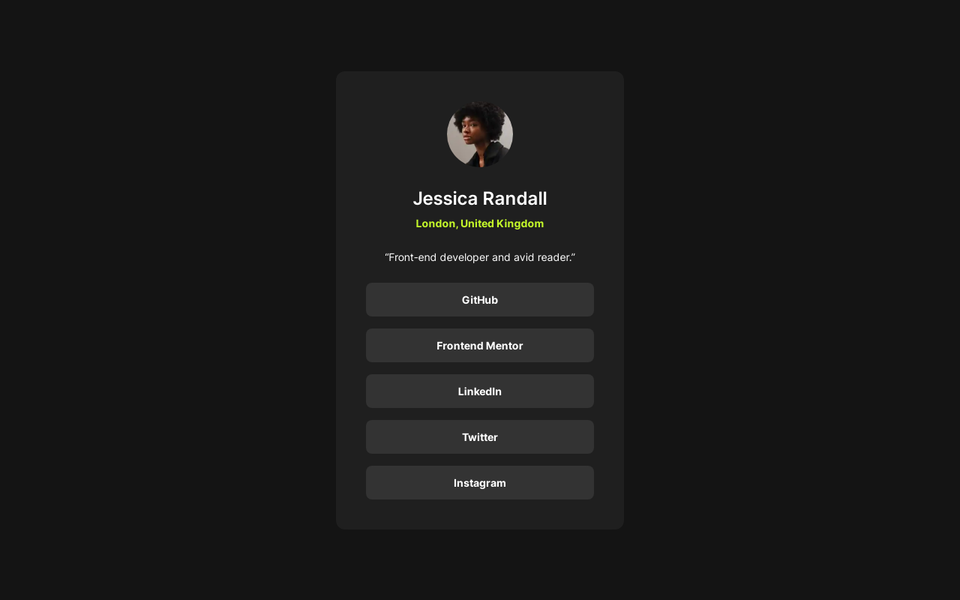 Jessica Randall
London, United Kingdom
“Front-end developer and avid reader.”
GitHub
Frontend Mentor
LinkedIn
Twitter
Instagram